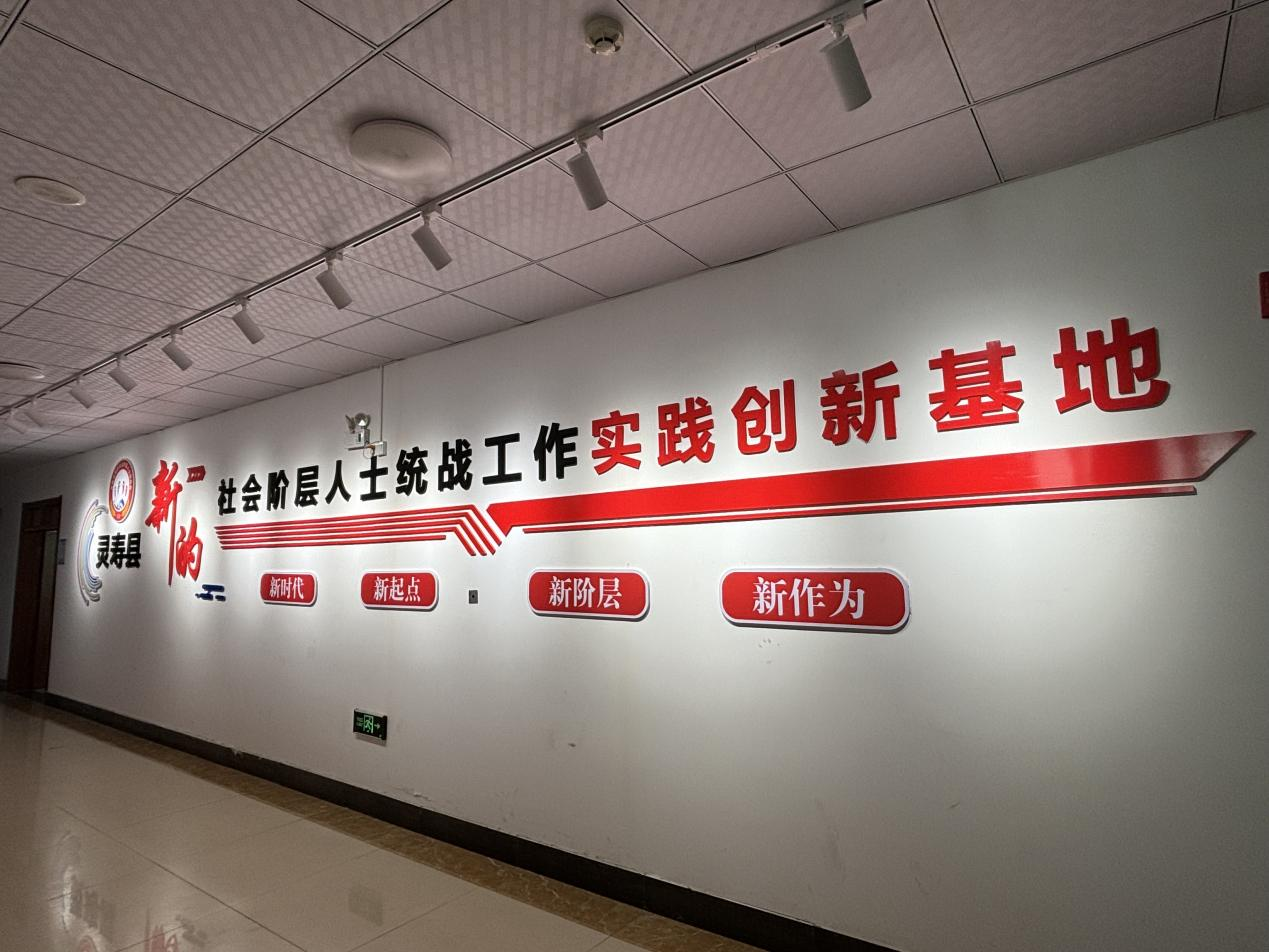 灵寿县
新的
社会阶层人士统战工作实践创新基地
新时代
新起点
新阶层
新作为